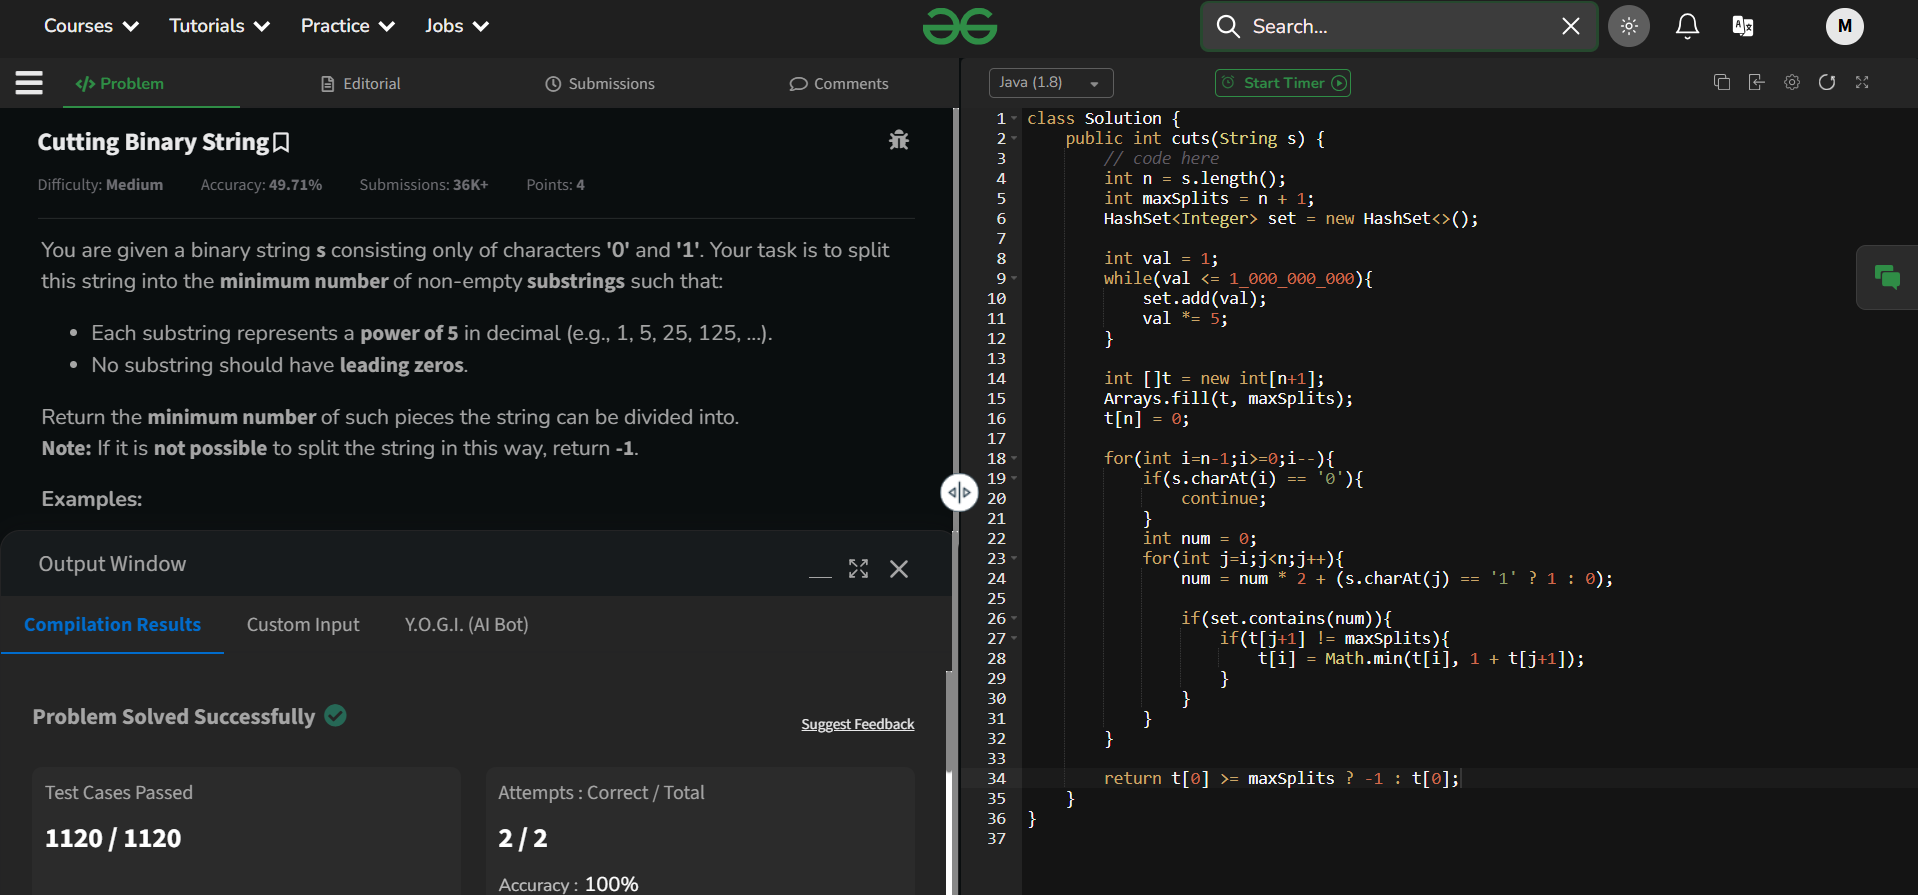 Courses Tutorials Practice Jobs Search... M
Problem Editorial Submissions Comments
Cutting Binary String
Difficulty: Medium Accuracy: 49.71% Submissions: 36K+ Points: 4
You are given a binary string s consisting only of characters '0' and '1'. Your task is to split
this string into the minimum number of non-empty substrings such that:
• Each substring represents a power of 5 in decimal (e.g., 1, 5, 25, 125, ...).
• No substring should have leading zeros.
Return the minimum number of such pieces the string can be divided into.
Note: If it is not possible to split the string in this way, return -1.
Examples:
Output Window
Compilation Results Custom Input Y.O.G.I. (AI Bot)
Problem Solved Successfully
Suggest Feedback
Test Cases Passed
1120 / 1120
Attempts : Correct / Total
2 / 2
Accuracy : 100%
Java (1.8) Start Timer
1 class Solution {
2     public int cuts(String s) {
3         // code here
4         int n = s.length();
5         int maxSplits = n + 1;
6         HashSet<Integer> set = new HashSet<>();
7
8         int val = 1;
9         while(val <= 1_000_000_000){
10             set.add(val);
11             val *= 5;
12         }
13
14         int []t = new int[n+1];
15         Arrays.fill(t, maxSplits);
16         t[n] = 0;
17
18         for(int i=n-1;i>=0;i--){
19             if(s.charAt(i) == '0'){
20                 continue;
21             }
22             int num = 0;
23             for(int j=i;j<n;j++){
24                 num = num * 2 + (s.charAt(j) == '1' ? 1 : 0);
25
26                 if(set.contains(num)){
27                     if(t[j+1] != maxSplits){
28                         t[i] = Math.min(t[i], 1 + t[j+1]);
29                     }
30                 }
31             }
32         }
33
34         return t[0] >= maxSplits ? -1 : t[0];
35     }
36 }
37